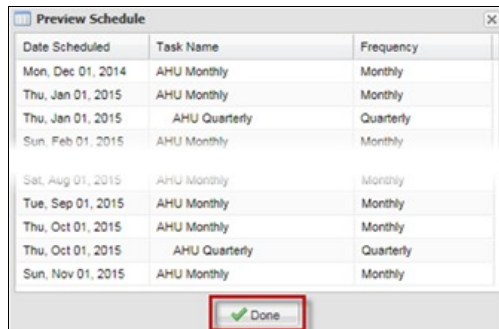 Preview Schedule
Date Scheduled Task Name Frequency
Mon, Dec 01, 2014 AHU Monthly Monthly
Thu, Jan 01, 2015 AHU Monthly Monthly
Thu, Jan 01, 2015 AHU Quarterly Quarterly
Sun, Feb 01, 2015 AHU Monthly Monthly
Sat, Aug 01, 2015 AHU Monthly Monthly
Tue, Sep 01, 2015 AHU Monthly Monthly
Thu, Oct 01, 2015 AHU Monthly Monthly
Thu, Oct 01, 2015 AHU Quarterly Quarterly
Sun, Nov 01, 2015 AHU Monthly Monthly
Done